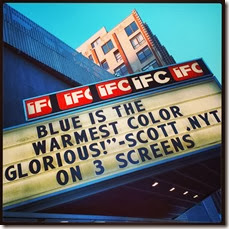 iFC iFC iFC iFC IFC
BLUE IS THE
WARMEST COLOR
GLORIOUS!"-SCOTT NYT
ON 3 SCREENS